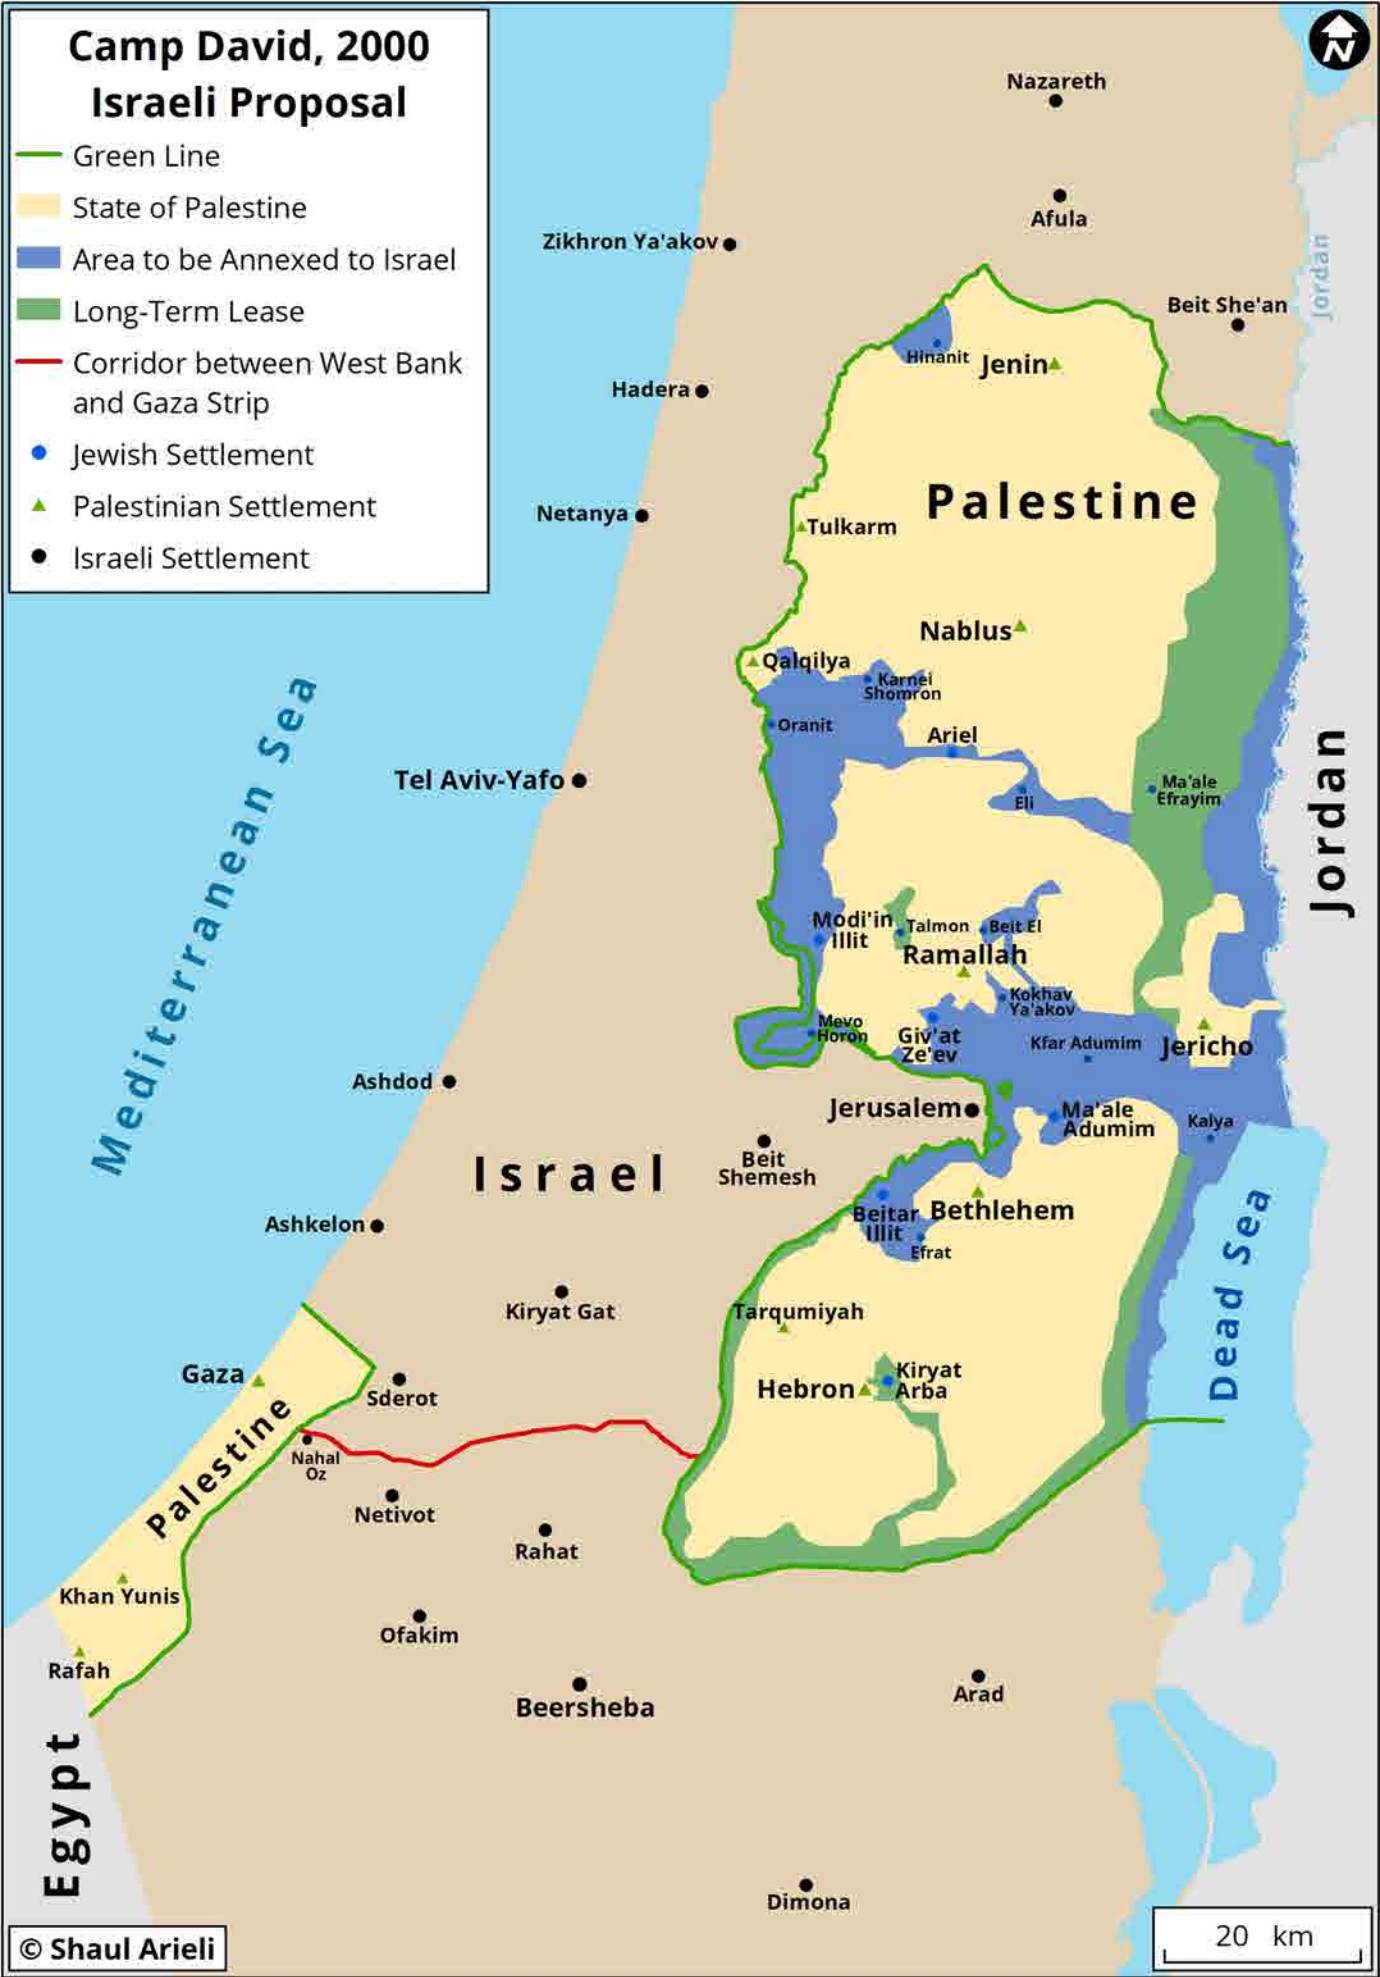 Camp David, 2000
Israeli Proposal
Green Line
State of Palestine
Area to be Annexed to Israel
Long-Term Lease
Corridor between West Bank
and Gaza Strip
Jewish Settlement
Palestinian Settlement
Israeli Settlement
N
Nazareth
Afula
Zikhron Ya'akov
Jordan
Beit She'an
Hinanit
Jenin
Hadera
Palestine
Netanya
Tulkarm
Nablus
Qalqilya
Karnei
Shomron
Oranit
Ariel
Mediterranean Sea
Tel Aviv-Yafo
Eli
Ma'ale
Efrayim
Jordan
Modi'in
Illit
Talmon
Beit El
Ramallah
Kokhav
Ya'akov
Mevo
Horon
Giv'at
Ze'ev
Kfar Adumim
Jericho
Ashdod
Jerusalem
Ma'ale
Adumim
Kalya
Israel
Beit
Shemesh
Beitar
Illit
Bethlehem
Efrat
Ashkelon
Dead Sea
Kiryat Gat
Tarqumiyah
Gaza
Sderot
Hebron
Kiryat
Arba
Palestine
Nahal
Oz
Netivot
Rahat
Khan Yunis
Ofakim
Rafah
Beersheba
Arad
Egypt
Dimona
© Shaul Arieli
20 km